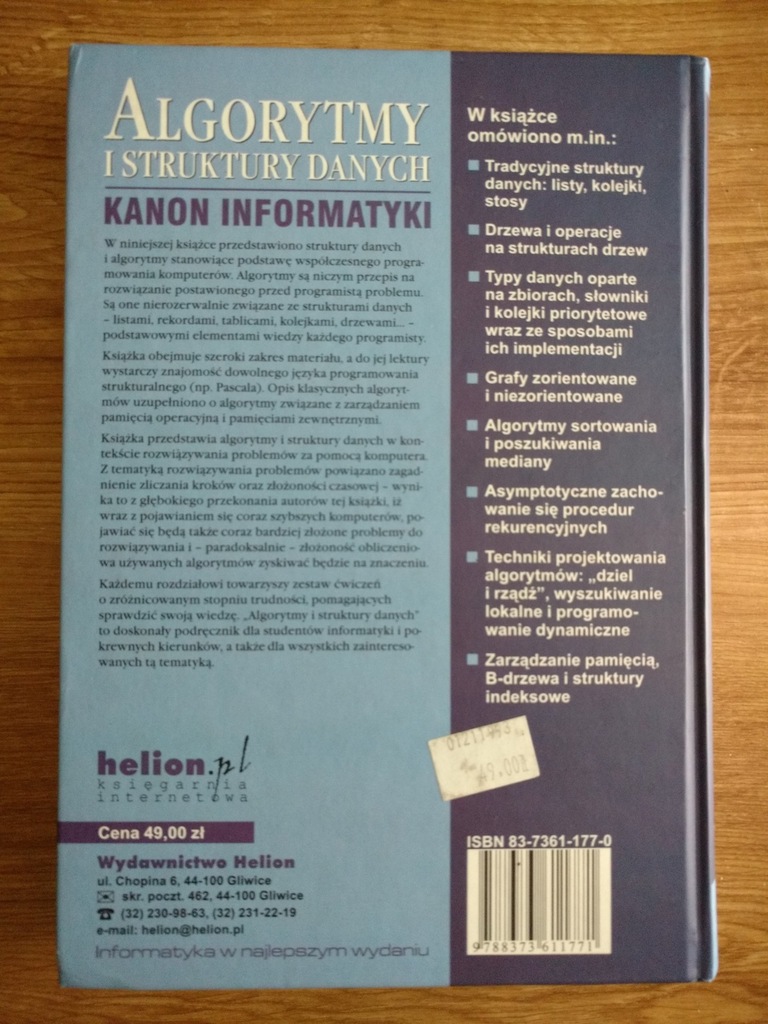 ALGORYTMY
I STRUKTURY DANYCH
KANON INFORMATYKI
W niniejszej książce przedstawiono struktury danych
i algorytmy stanowiące podstawę współczesnego progra-
mowania komputerów. Algorytmy są niczym przepis na
rozwiązanie postawionego przed programistą problemu.
Są one nierozerwalnie związane ze strukturami danych
– listami, rekordami, tablicami, kolejkami, drzewami... –
podstawowymi elementami wiedzy każdego programisty.
Książka obejmuje szeroki zakres materiału, a do jej lektury
wystarczy znajomość dowolnego języka programowania
strukturalnego (np. Pascala). Opis klasycznych algoryt-
mów uzupełniono o algorytmy związane z zarządzaniem
pamięcią operacyjną i pamięciami zewnętrznymi.
Książka przedstawia algorytmy i struktury danych w kon-
tekście rozwiązywania problemów za pomocą komputera.
Z tematyką rozwiązywania problemów powiązano zagad-
nienie zliczania kroków oraz złożoności czasowej – wyni-
ka to z głębokiego przekonania autorów tej książki, iż
wraz z pojawianiem się coraz szybszych komputerów, po-
jawiać się będą także coraz bardziej złożone problemy do
rozwiązywania i – paradoksalnie – złożoność obliczenio-
wa używanych algorytmów zyskiwać będzie na znaczeniu.
Każdemu rozdziałowi towarzyszy zestaw ćwiczeń
o zróżnicowanym stopniu trudności, pomagających
sprawdzić swoją wiedzę. „Algorytmy i struktury danych"
to doskonały podręcznik dla studentów informatyki i po-
krewnych kierunków, a także dla wszystkich zaintereso-
wanych tą tematyką.
helion.pl
księgarnia
internetowa
Cena 49,00 zł
Wydawnictwo Helion
ul. Chopina 6, 44-100 Gliwice
skr. poczt. 462, 44-100 Gliwice
(32) 230-98-63, (32) 231-22-19
e-mail: helion@helion.pl
Informatyka w najlepszym wydaniu
W książce
omówiono m.in.:
Tradycyjne struktury
danych: listy, kolejki,
stosy
Drzewa i operacje
na strukturach drzew
Typy danych oparte
na zbiorach, słowniki
i kolejki priorytetowe
wraz ze sposobami
ich implementacji
Grafy zorientowane
i niezorientowane
Algorytmy sortowania
i poszukiwania
mediany
Asymptotyczne zacho-
wanie się procedur
rekurencyjnych
Techniki projektowania
algorytmów: „dziel
i rządź", wyszukiwanie
lokalne i programo-
wanie dynamiczne
Zarządzanie pamięcią,
B-drzewa i struktury
indeksowe
49.00
ISBN 83-7361-177-0
9788373611771